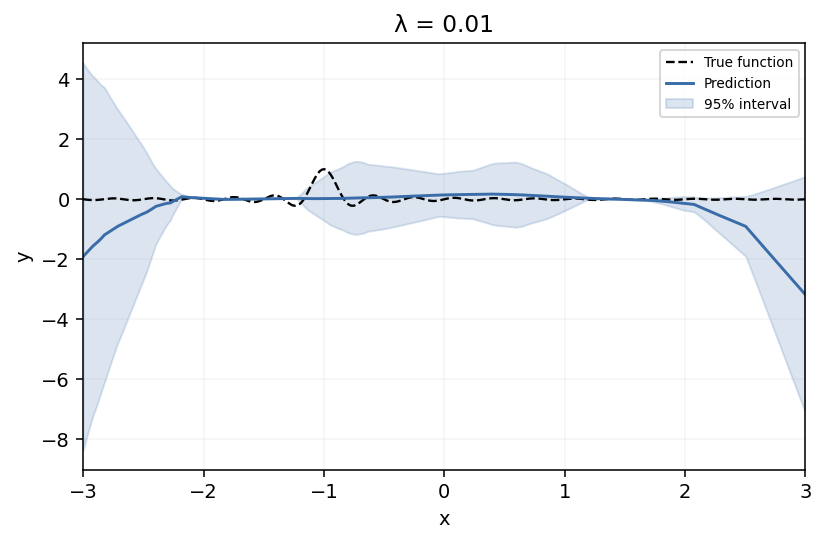 λ = 0.01
True function
Prediction
95% interval
y
4
2
0
−2
−4
−6
−8
−3 −2 −1 0 1 2 3
x